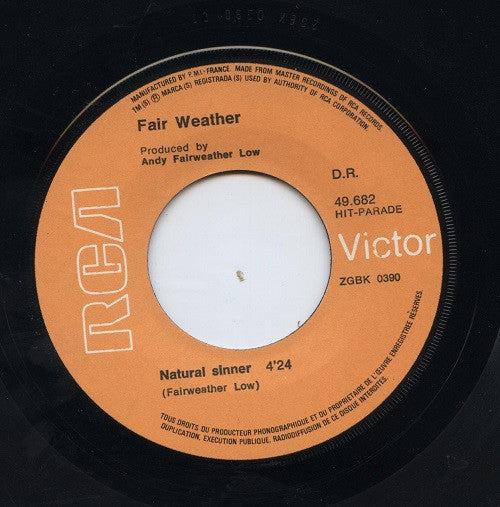 MANUFACTURED BY P.M.I - FRANCE. MADE FROM MASTER RECORDINGS OF RCA RECORDS.
TM(S) ® MARCA(S) REGISTRADA(S) USED BY AUTHORITY OF RCA CORPORATION.
Fair Weather
Produced by
Andy Fairweather Low
D.R.
49.682
HIT-PARADE
RCA
Victor
ZGBK 0390
Natural sinner 4'24
(Fairweather Low)
TOUS DROITS DU PRODUCTEUR PHONOGRAPHIQUE ET DU PROPRIETAIRE DE L'ŒUVRE ENREGISTREE RÉSERVES.
DUPLICATION, EXECUTION PUBLIQUE, RADIODIFFUSION DE CE DISQUE INTERDITES.